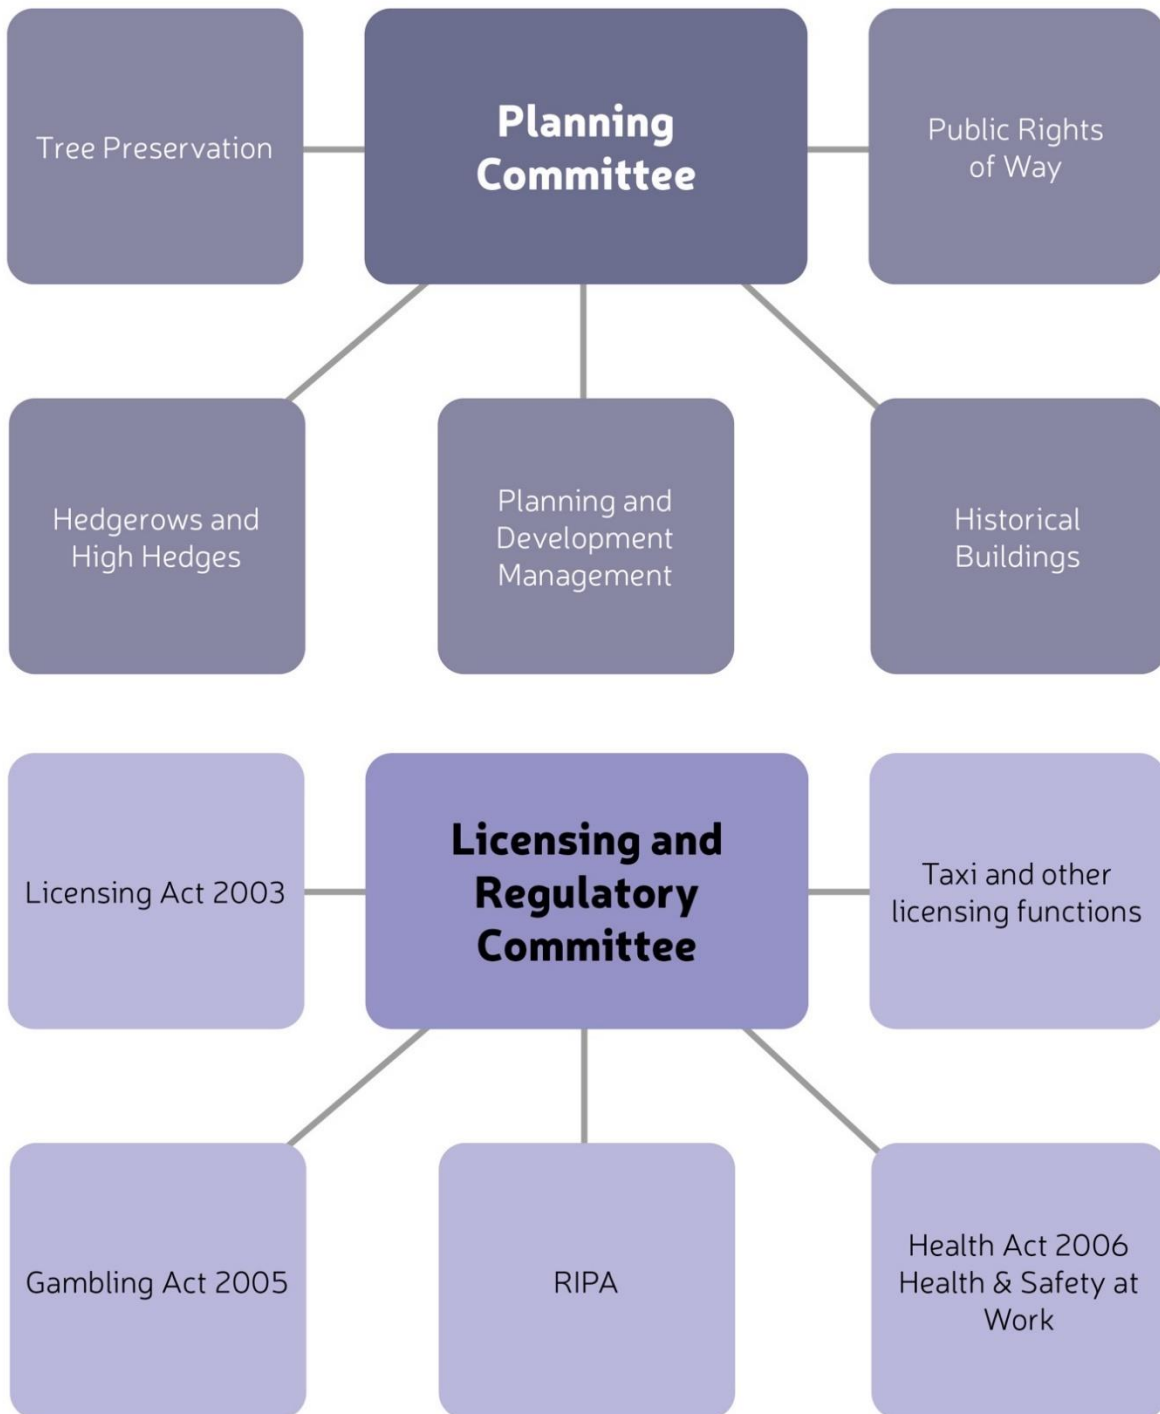 Tree Preservation
Planning
Committee
Public Rights
of Way
Hedgerows and
High Hedges
Planning and
Development
Management
Historical
Buildings
Licensing Act 2003
Licensing and
Regulatory
Committee
Taxi and other
licensing functions
Gambling Act 2005
RIPA
Health Act 2006
Health & Safety at
Work